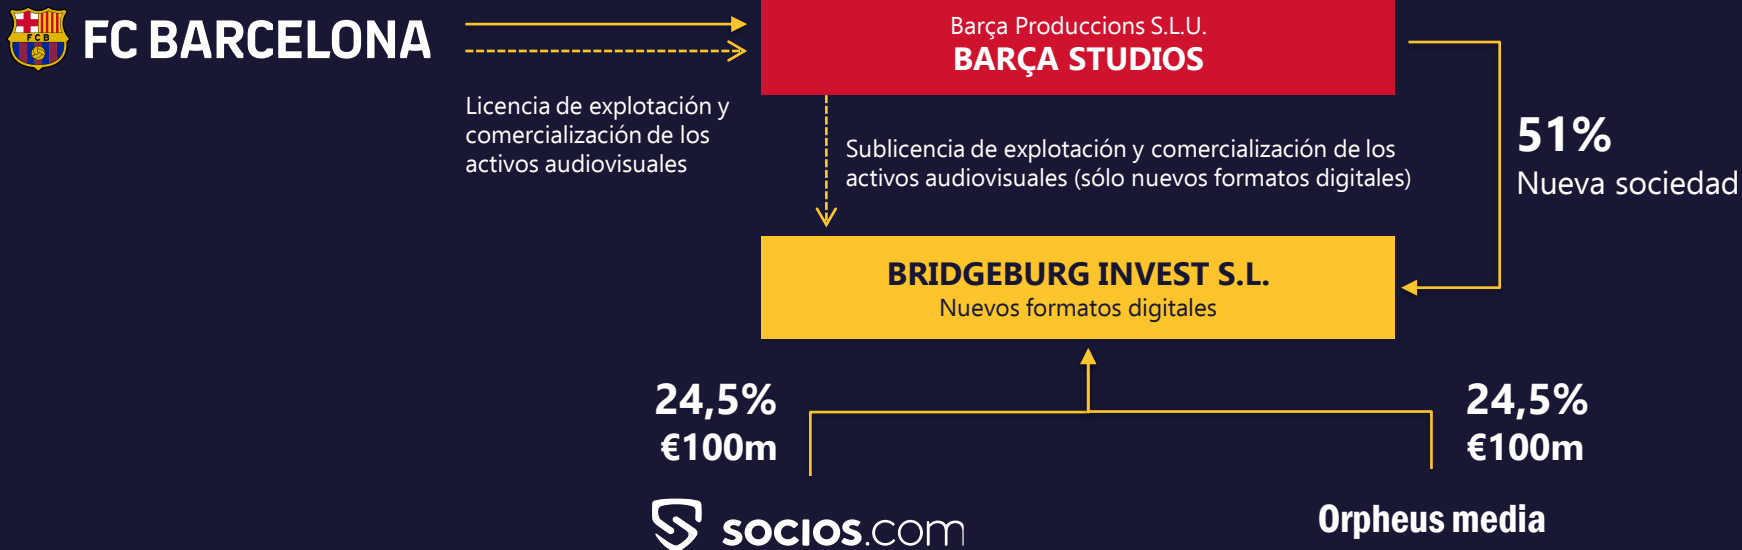 FCB
FC BARCELONA
Barça Produccions S.L.U.
BARÇA STUDIOS
Licencia de explotación y
comercialización de los
activos audiovisuales
Sublicencia de explotación y comercialización de los
activos audiovisuales (sólo nuevos formatos digitales)
51%
Nueva sociedad
BRIDGEBURG INVEST S.L.
Nuevos formatos digitales
24,5%
€100m
24,5%
€100m
socios.com
Orpheus media